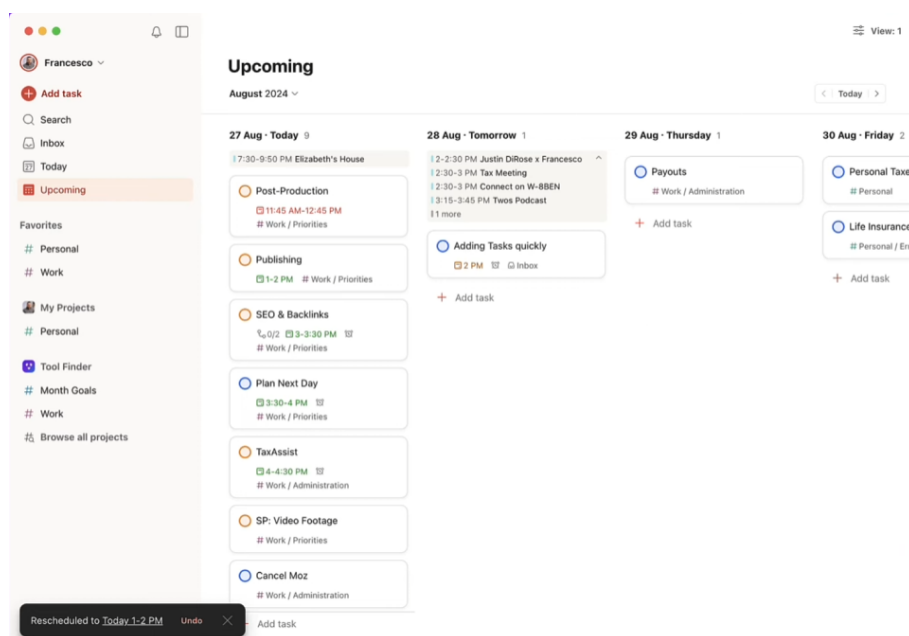 View: 1
Francesco
Add task
Search
Inbox
Today
Upcoming
Favorites
# Personal
# Work
My Projects
# Personal
Tool Finder
# Month Goals
# Work
Browse all projects
Upcoming
August 2024
Today
27 Aug · Today 9
7:30-9:50 PM Elizabeth's House
Post-Production
11:45 AM-12:45 PM
# Work / Priorities
Publishing
1-2 PM # Work / Priorities
SEO & Backlinks
0/2 3-3:30 PM
# Work / Priorities
Plan Next Day
3:30-4 PM
# Work / Priorities
TaxAssist
4-4:30 PM
# Work / Administration
SP: Video Footage
# Work / Priorities
Cancel Moz
# Work / Administration
Add task
28 Aug · Tomorrow 1
2-2:30 PM Justin DiRose x Francesco
2:30-3 PM Tax Meeting
2:30-3 PM Connect on W-8BEN
3:15-3:45 PM Twos Podcast
1 more
Adding Tasks quickly
2 PM Inbox
Add task
29 Aug · Thursday 1
Payouts
# Work / Administration
Add task
30 Aug · Friday 2
Personal Taxe
# Personal
Life Insurance
# Personal / En
Add task
Rescheduled to Today 1-2 PM Undo